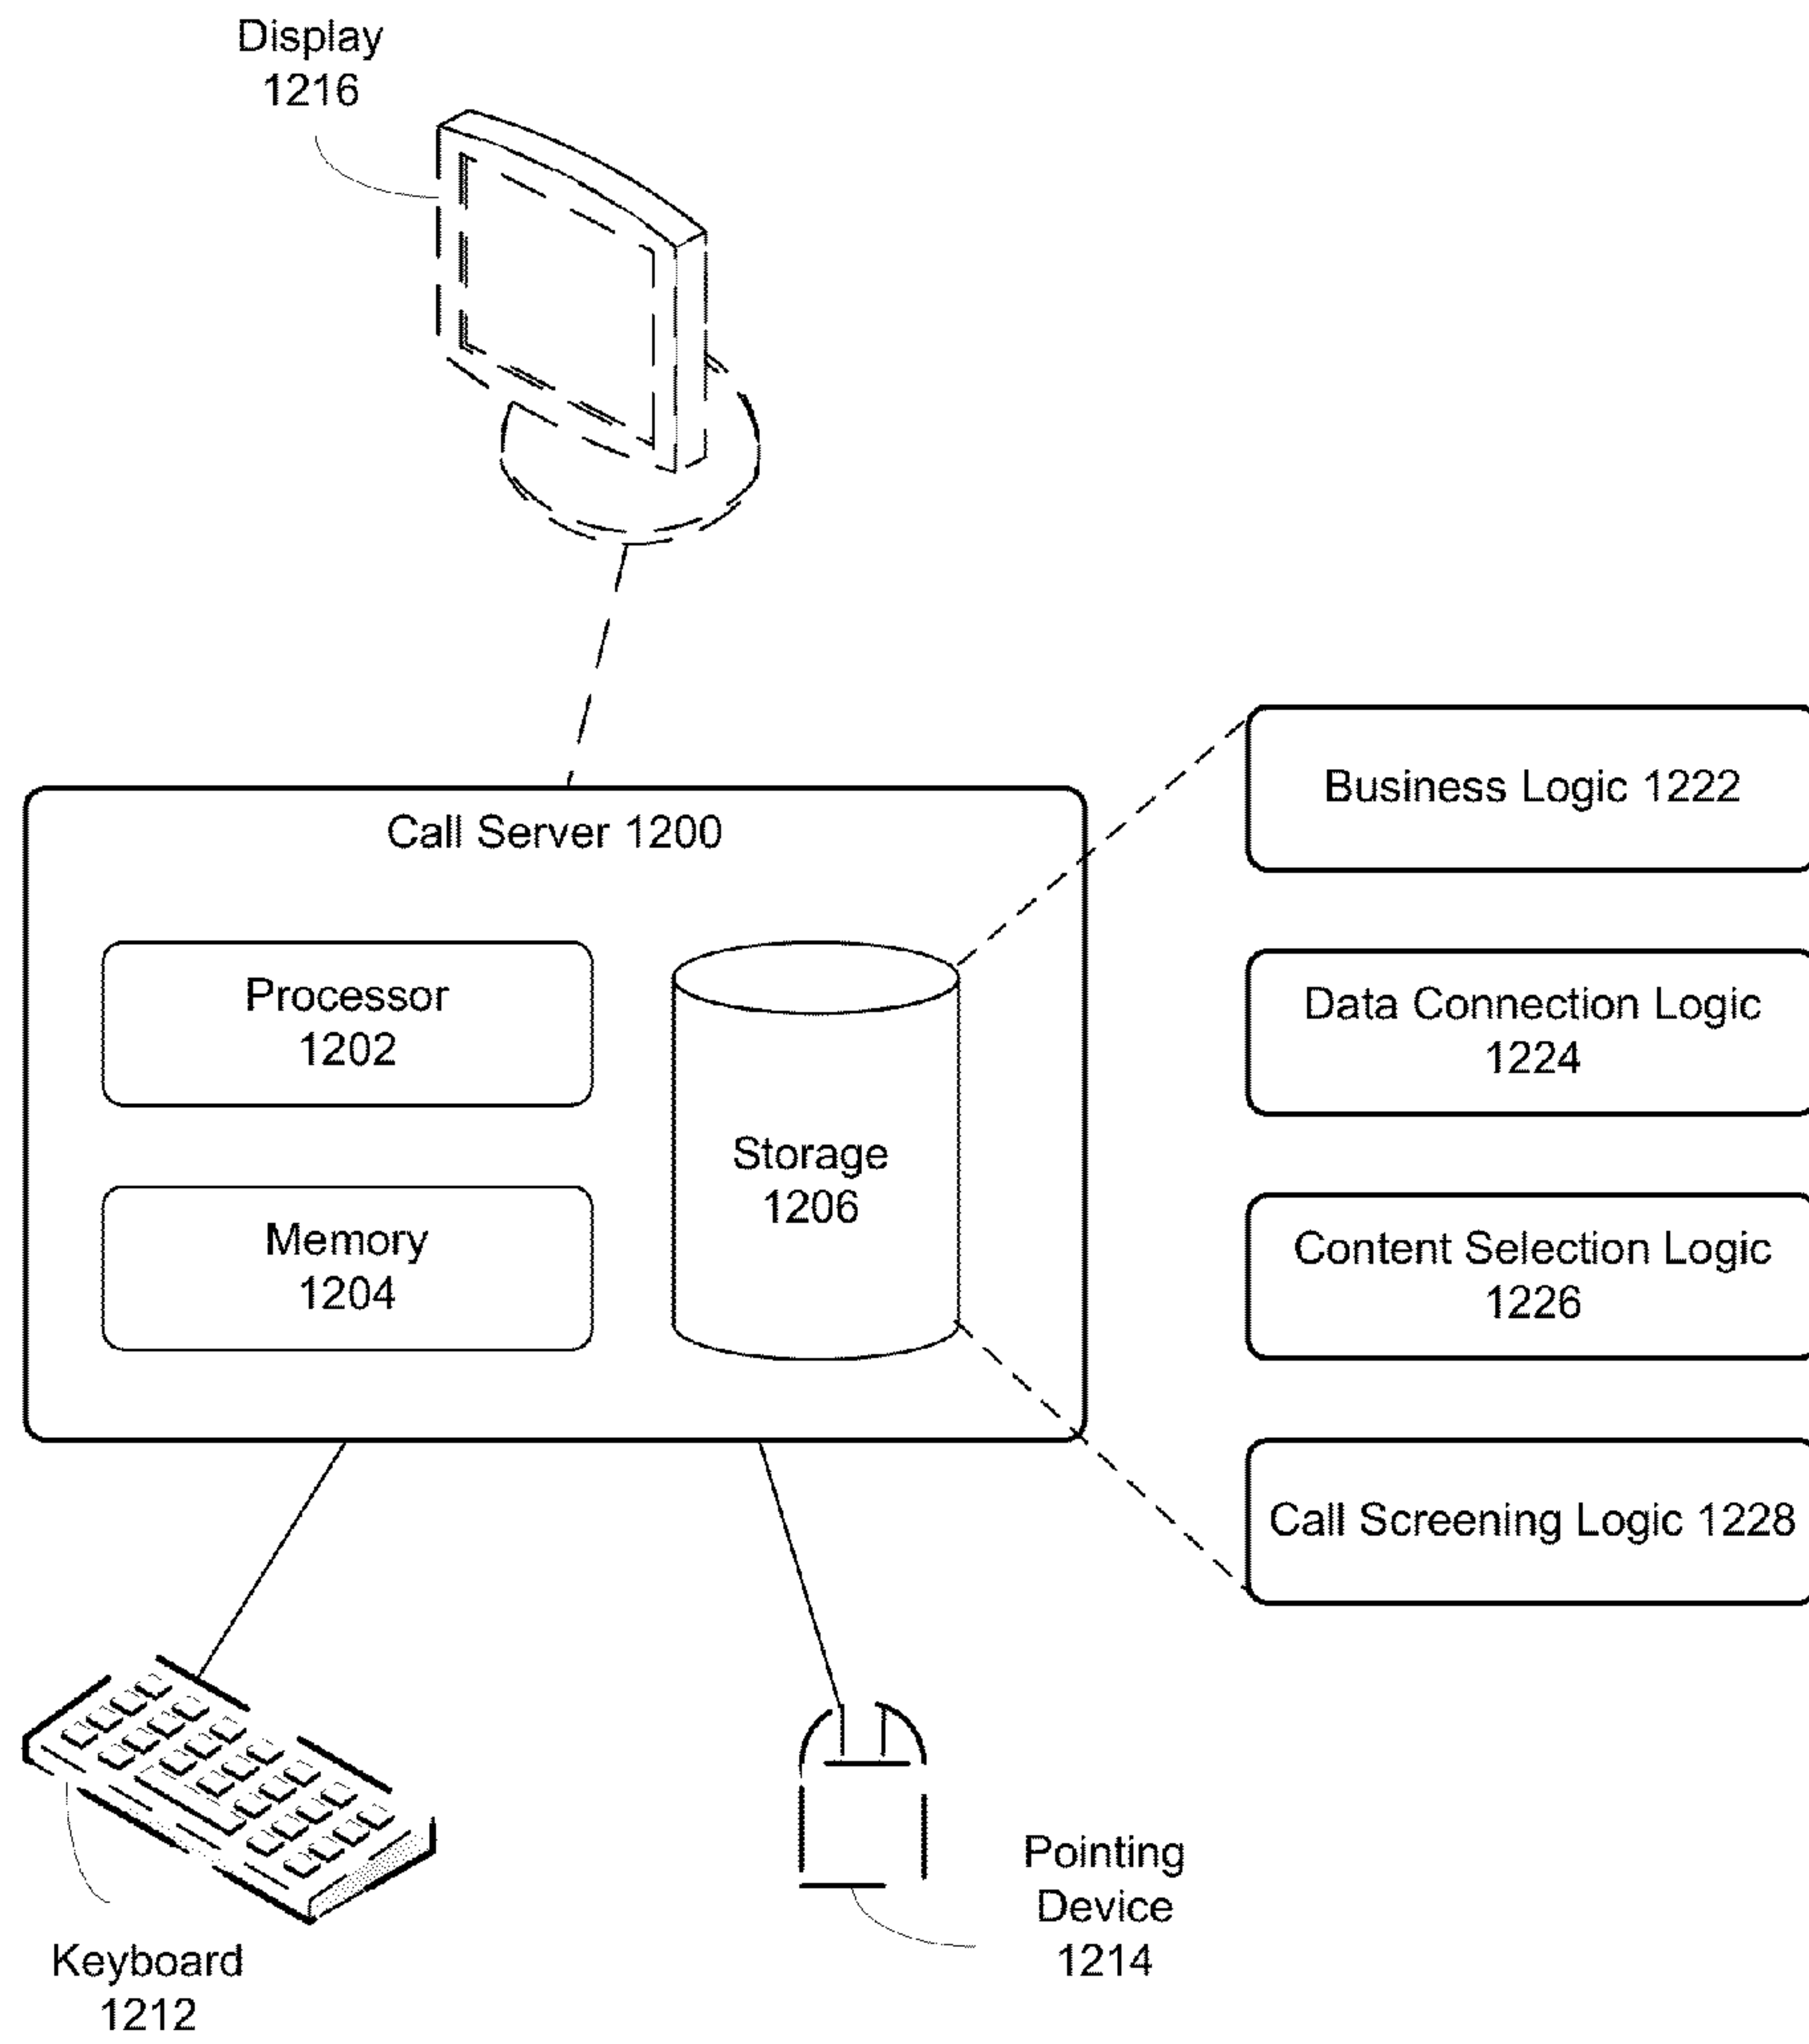 Display
1216
Call Server 1200
Processor
1202
Memory
1204
Storage
1206
Business Logic 1222
Data Connection Logic
1224
Content Selection Logic
1226
Call Screening Logic 1228
Keyboard
1212
Pointing
Device
1214